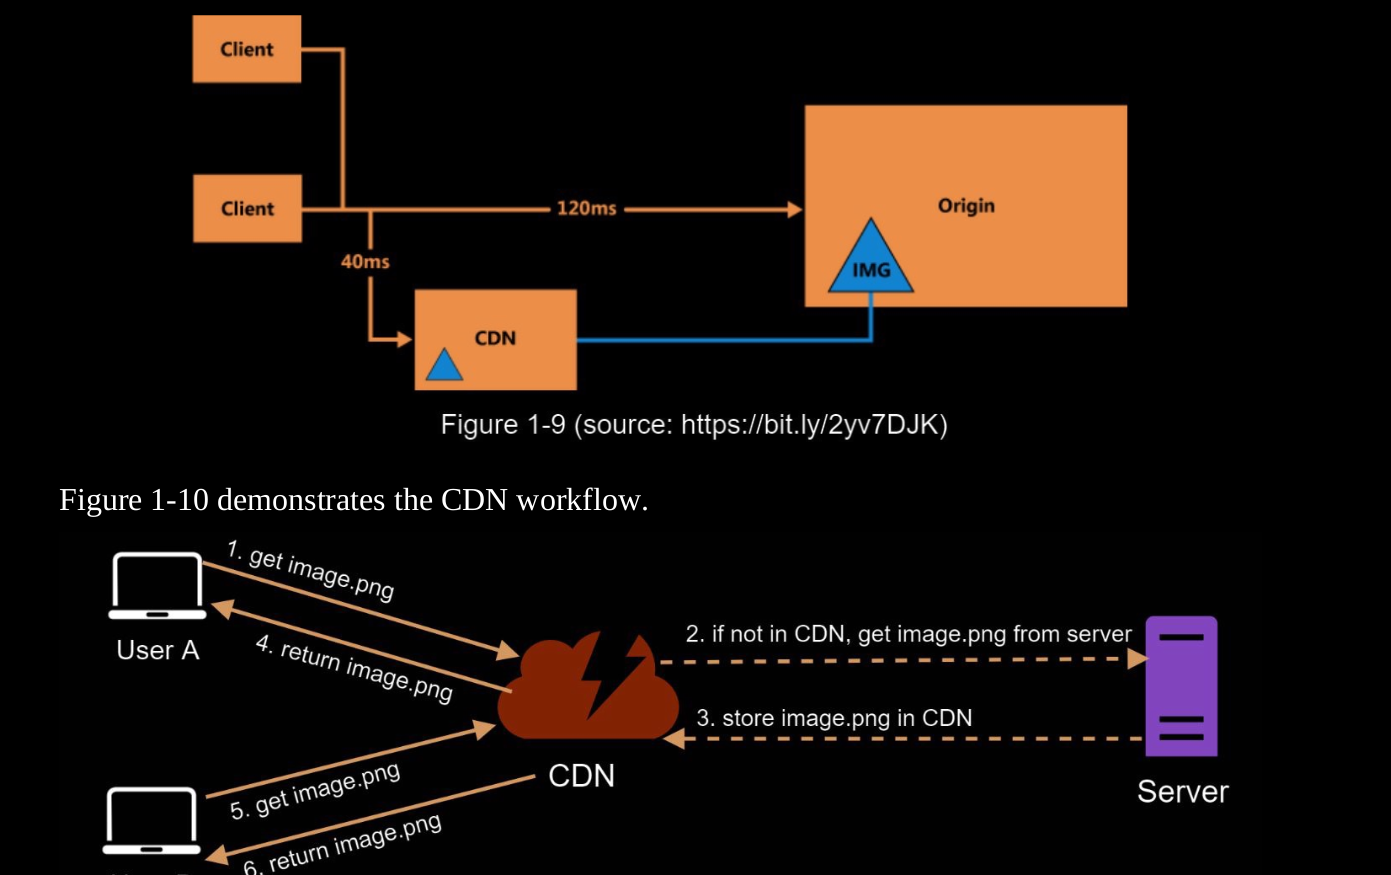 Client
Client
120ms
Origin
40ms
IMG
CDN
Figure 1-9 (source: https://bit.ly/2yv7DJK)
Figure 1-10 demonstrates the CDN workflow.
1. get image.png
User A
4. return image.png
2. if not in CDN, get image.png from server
3. store image.png in CDN
CDN
Server
5. get image.png
6. return image.png